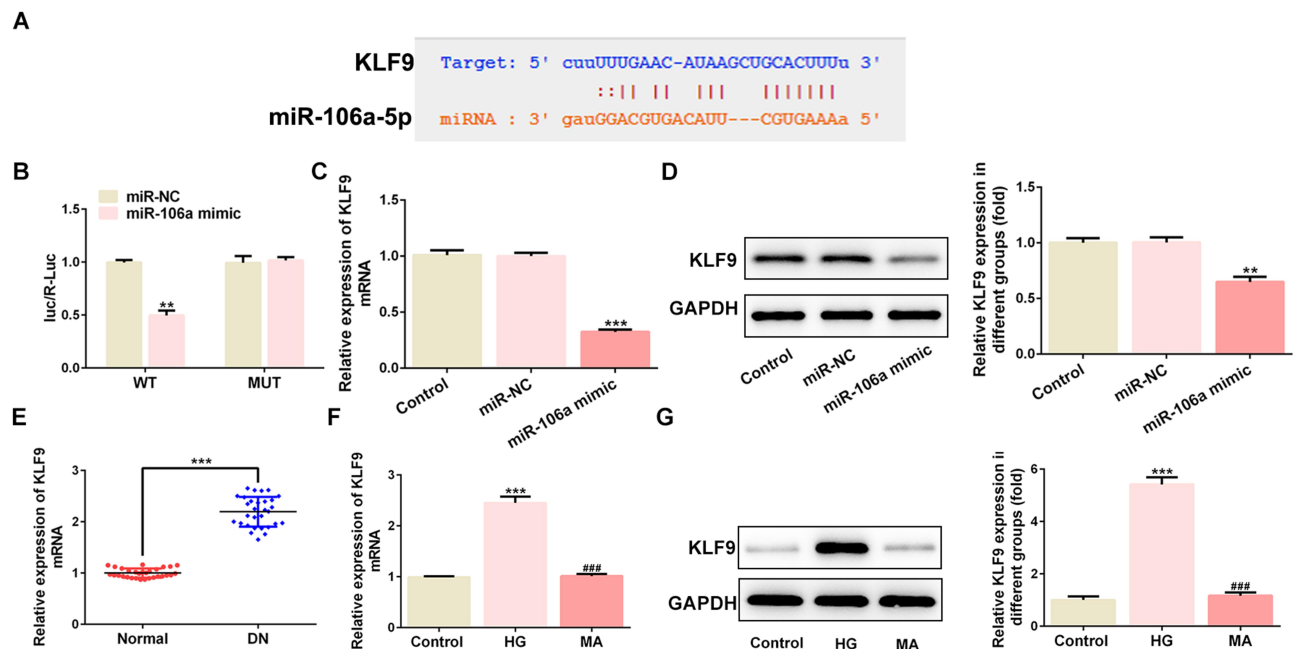 A
KLF9 Target: 5' cuuUUUGAAC-AUAAGCUGCACUUUu 3'
miR-106a-5p miRNA : 3' gauGGACGUGACAUU---CGUGAAAa 5'
B
miR-NC
miR-106a mimic
luc/R-Luc
1.5
1.0
0.5
0.0
**
WT
MUT
C
Relative expression of KLF9
mRNA
1.5
1.0
0.5
0.0
***
Control
miR-NC
miR-106a mimic
D
KLF9
GAPDH
Control
miR-NC
miR-106a mimic
Relative KLF9 expression in
different groups (fold)
1.5
1.0
0.5
0.0
**
Control
miR-NC
miR-106a mimic
E
Relative expression of KLF9
mRNA
3
2
1
0
***
Normal
DN
F
Relative expression of KLF9
mRNA
3
2
1
0
***
###
Control
HG
MA
G
KLF9
GAPDH
Control
HG
MA
Relative KLF9 expression i
different groups (fold)
6
4
2
0
***
###
Control
HG
MA